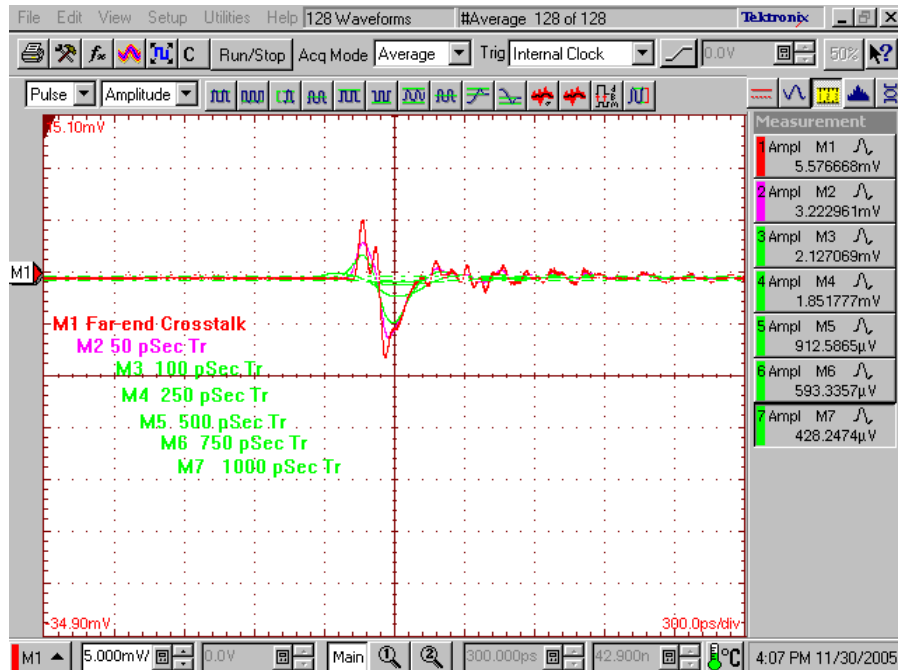 File Edit View Setup Utilities Help 128 Waveforms #Average 128 of 128 Tektronix
C Run/Stop Acq Mode Average Trig Internal Clock 0.0V 50%
Pulse Amplitude
Measurement
15.10mV
1 Ampl M1
5.576668mV
2 Ampl M2
3.222961mV
3 Ampl M3
2.127069mV
4 Ampl M4
1.851777mV
5 Ampl M5
912.5865µV
6 Ampl M6
593.3357µV
7 Ampl M7
428.2474µV
M1
M1 Far-end Crosstalk
M2 50 pSec Tr
M3 100 pSec Tr
M4 250 pSec Tr
M5 500 pSec Tr
M6 750 pSec Tr
M7 1000 pSec Tr
-34.90mV 300.0ps/div
M1 5.000mV/ 0.0V Main 1 2 300.000ps 42.900n °C 4:07 PM 11/30/2005